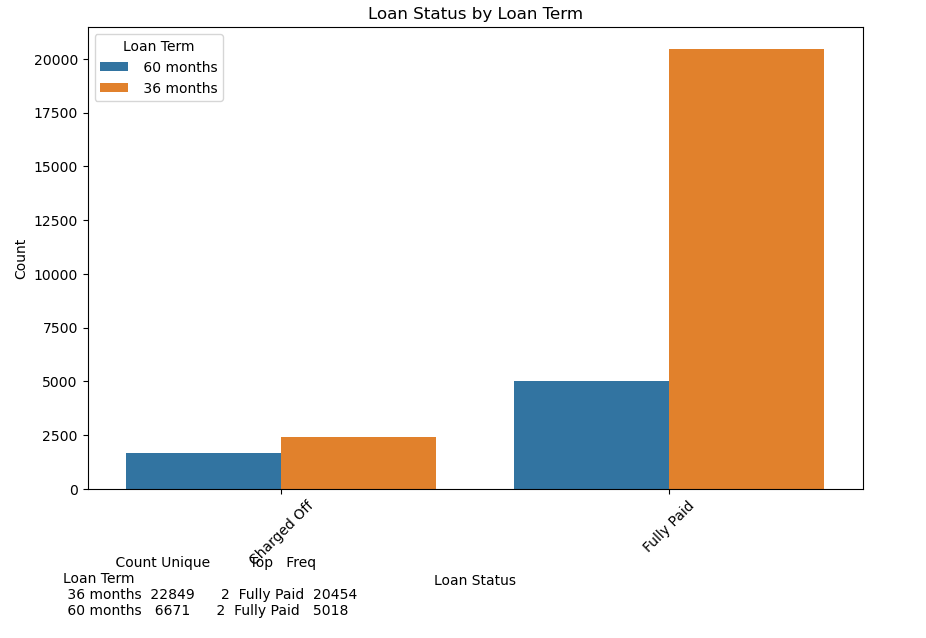 Loan Status by Loan Term
Loan Term
60 months
36 months
20000
17500
15000
12500
10000
7500
5000
2500
0
Count
Charged Off
Fully Paid
Loan Status
Count Unique Top Freq
Loan Term
36 months 22849 2 Fully Paid 20454
60 months 6671 2 Fully Paid 5018